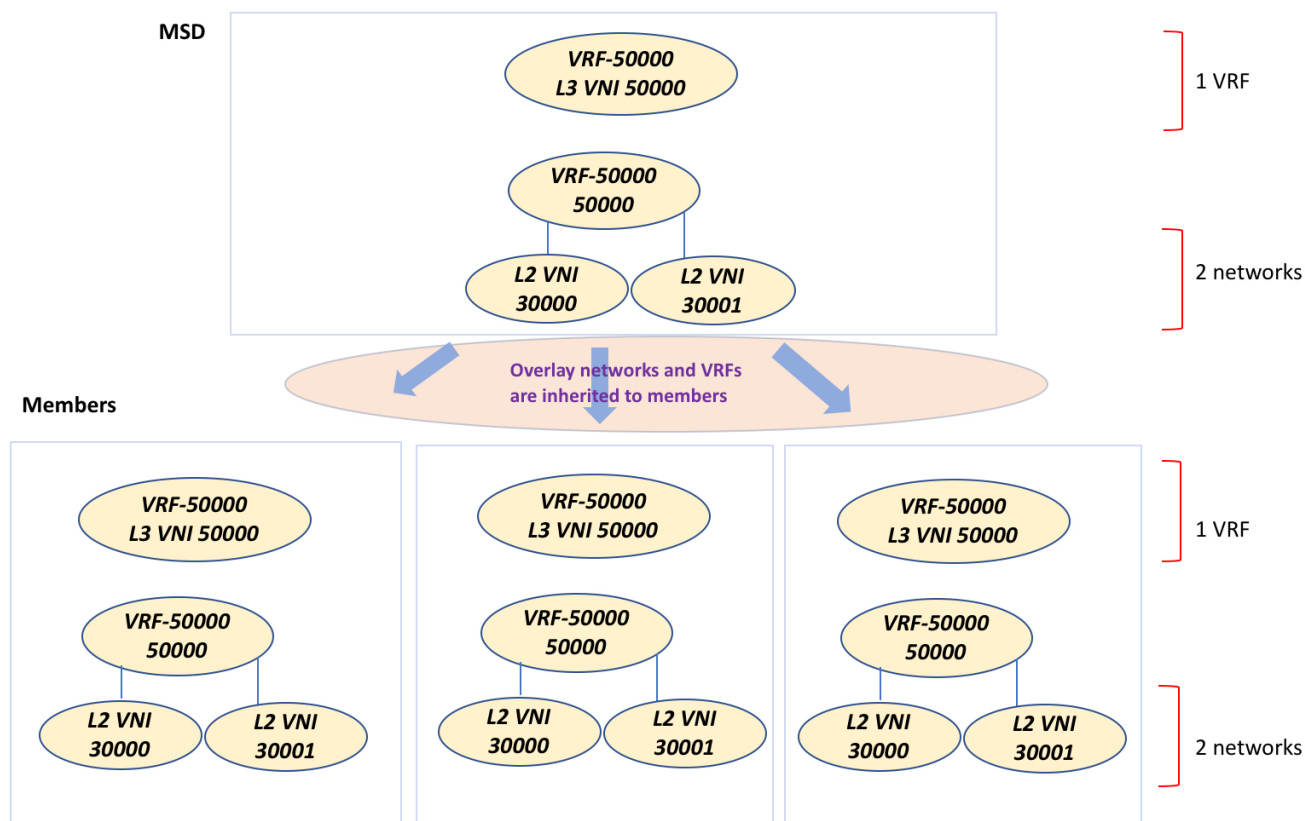 MSD
VRF-50000
L3 VNI 50000
1 VRF
VRF-50000
50000
L2 VNI
30000
L2 VNI
30001
2 networks
Overlay networks and VRFs
are inherited to members
Members
VRF-50000
L3 VNI 50000
VRF-50000
L3 VNI 50000
VRF-50000
L3 VNI 50000
1 VRF
VRF-50000
50000
VRF-50000
50000
VRF-50000
50000
L2 VNI
30000
L2 VNI
30001
L2 VNI
30000
L2 VNI
30001
L2 VNI
30000
L2 VNI
30001
2 networks